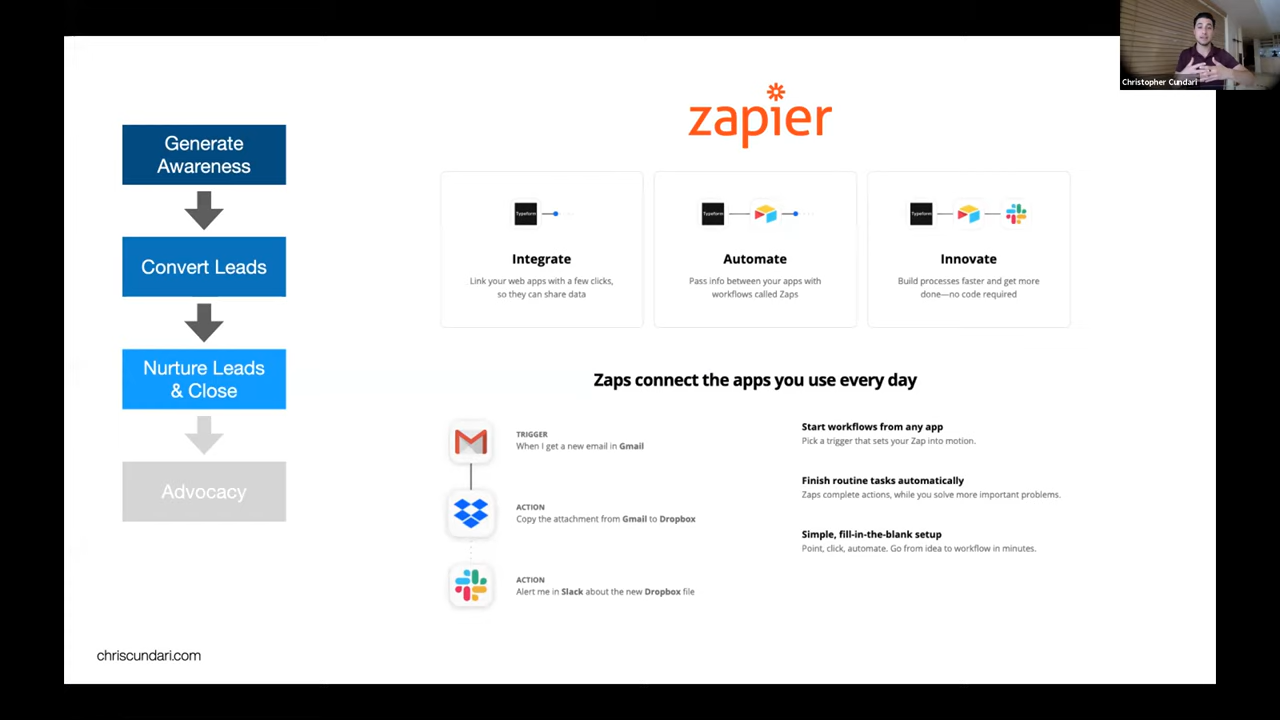 Christopher Cundari
Generate
Awareness
Convert Leads
Nurture Leads
& Close
Advocacy
chriscundari.com
zapier
Typeform
Integrate
Link your web apps with a few clicks,
so they can share data
Typeform
Automate
Pass info between your apps with
workflows called Zaps
Typeform
Innovate
Build processes faster and get more
done—no code required
Zaps connect the apps you use every day
TRIGGER
When I get a new email in Gmail
ACTION
Copy the attachment from Gmail to Dropbox
ACTION
Alert me in Slack about the new Dropbox file
Start workflows from any app
Pick a trigger that sets your Zap into motion.
Finish routine tasks automatically
Zaps complete actions, while you solve more important problems.
Simple, fill-in-the-blank setup
Point, click, automate. Go from idea to workflow in minutes.